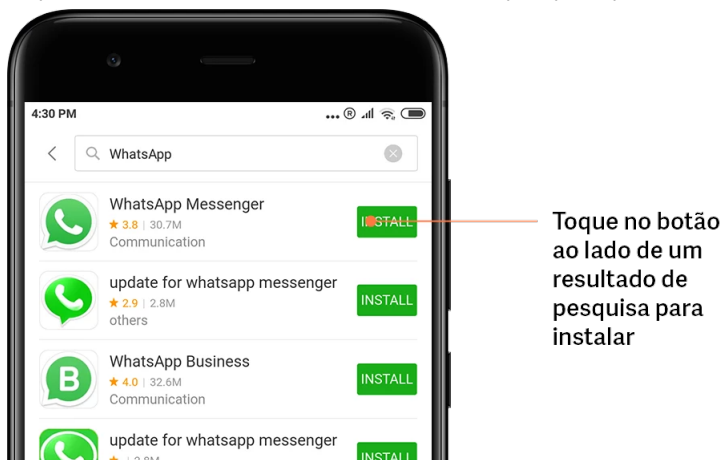 4:30 PM
WhatsApp
WhatsApp Messenger
3.8 | 30.7M
Communication
INSTALL
update for whatsapp messenger
2.9 | 2.8M
others
INSTALL
WhatsApp Business
4.0 | 32.6M
Communication
INSTALL
update for whatsapp messenger
INSTALL
Toque no botão
ao lado de um
resultado de
pesquisa para
instalar